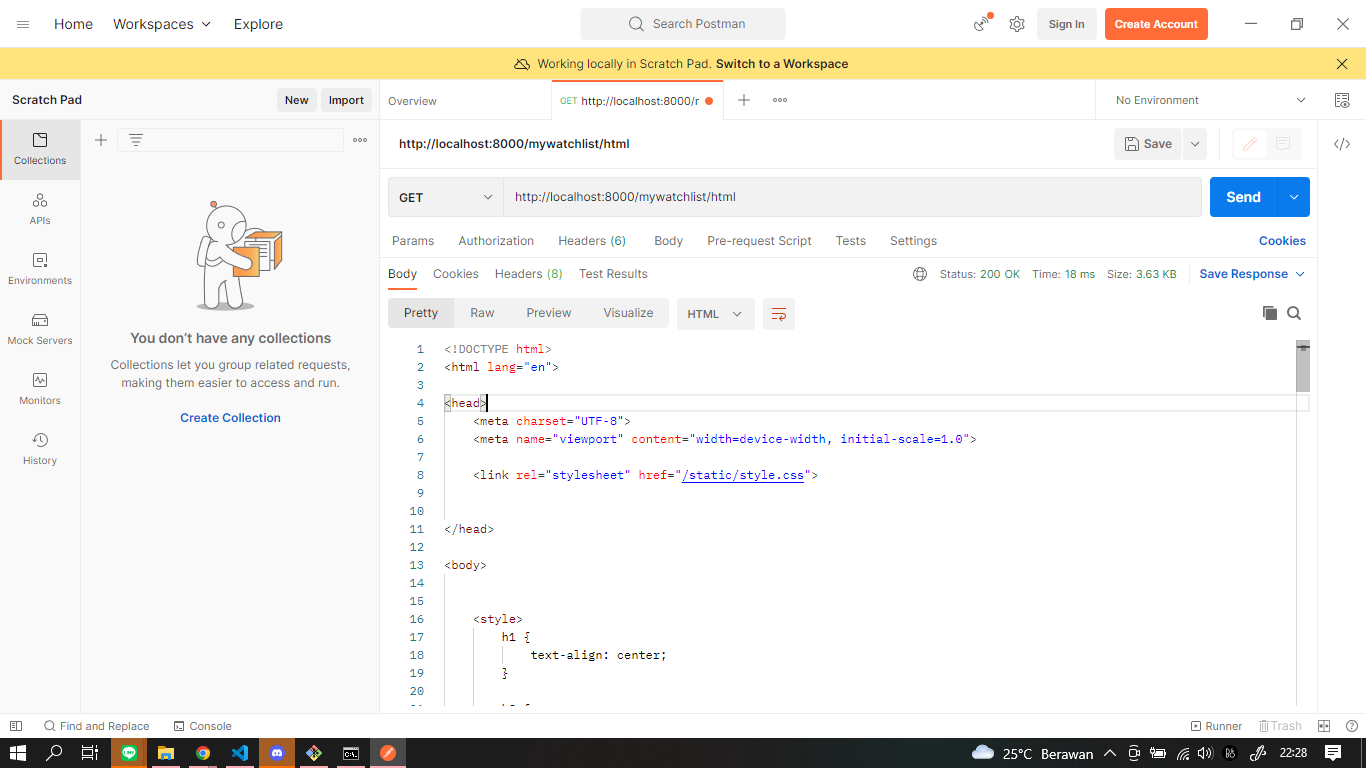 Home Workspaces Explore Search Postman Sign In Create Account
Working locally in Scratch Pad. Switch to a Workspace
Scratch Pad New Import Overview GET http://localhost:8000/r No Environment
Collections
APIs
Environments
Mock Servers
Monitors
History
You don’t have any collections
Collections let you group related requests,
making them easier to access and run.
Create Collection
http://localhost:8000/mywatchlist/html Save
GET http://localhost:8000/mywatchlist/html Send
Params Authorization Headers (6) Body Pre-request Script Tests Settings Cookies
Body Cookies Headers (8) Test Results Status: 200 OK Time: 18 ms Size: 3.63 KB Save Response
Pretty Raw Preview Visualize HTML
1 <!DOCTYPE html>
2 <html lang="en">
3
4 <head>
5 <meta charset="UTF-8">
6 <meta name="viewport" content="width=device-width, initial-scale=1.0">
7
8 <link rel="stylesheet" href="/static/style.css">
9
10
11 </head>
12
13 <body>
14
15
16 <style>
17 h1 {
18 text-align: center;
19 }
20
Find and Replace Console Runner Trash
25°C Berawan 22:28